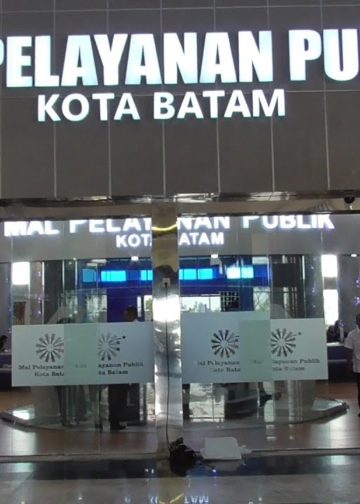 PELAYANAN PU
KOTA BATAM
MAL PELAYANAN PUBLIK
KOTA BATAM
Mal Pelayanan Publik
Kota Batam
Mal Pelayanan Publik
Kota Batam